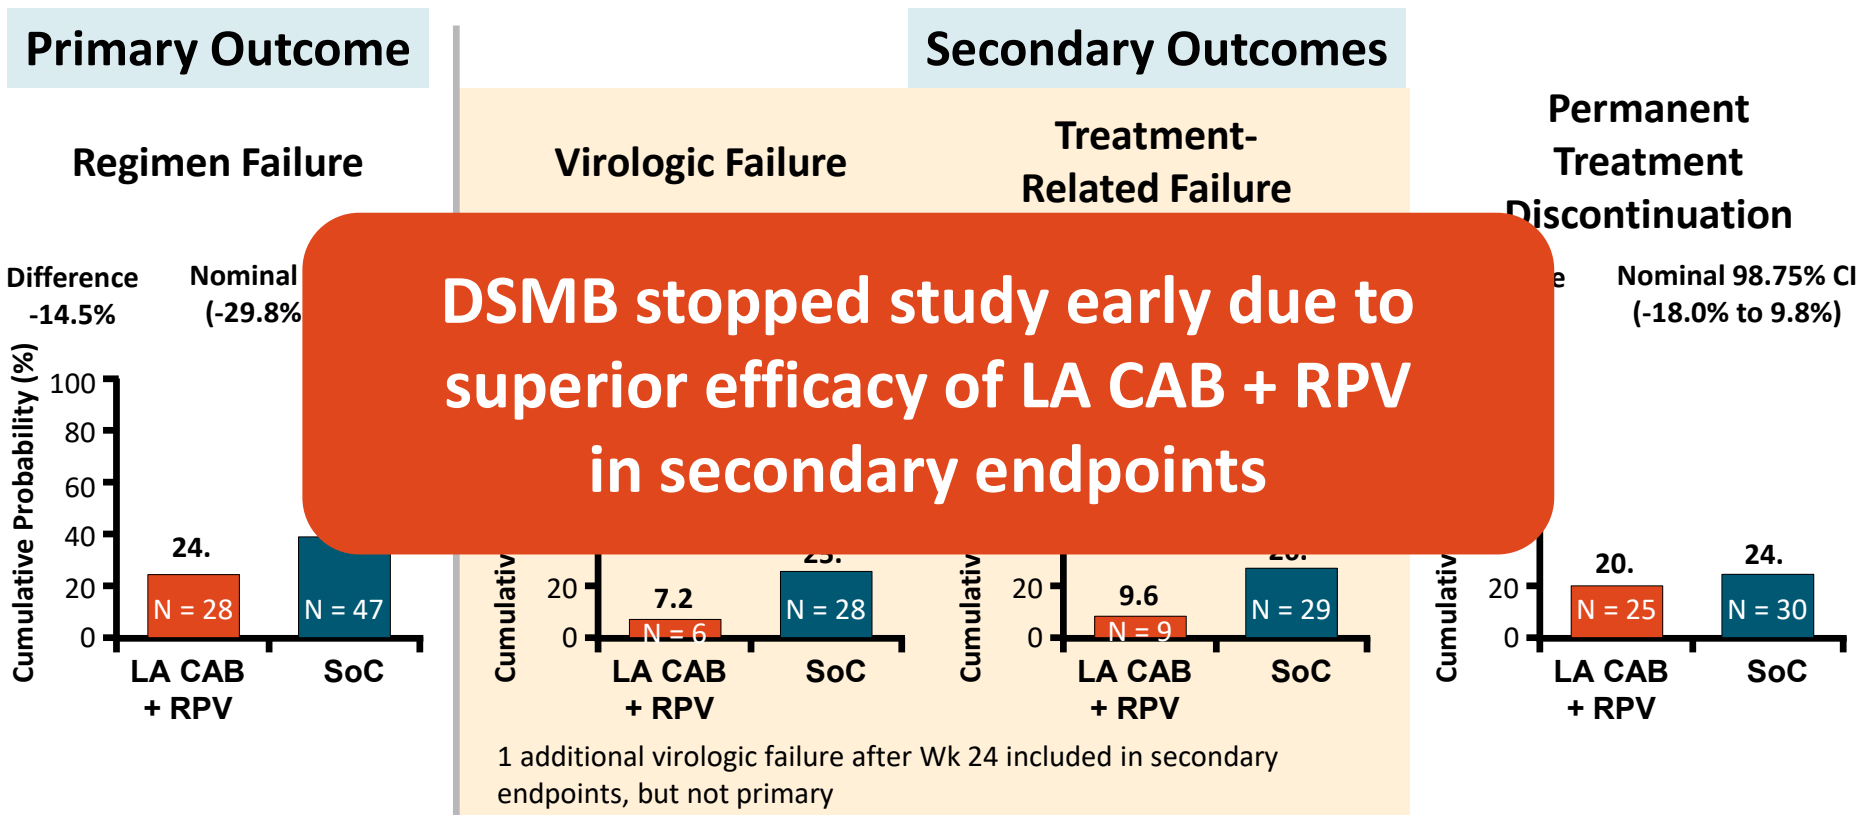 Primary Outcome
Secondary Outcomes
Regimen Failure
Virologic Failure
Treatment-
Related Failure
Permanent
Treatment
Discontinuation
Difference
-14.5%
Nominal
(-29.8%
DSMB stopped study early due to
superior efficacy of LA CAB + RPV
in secondary endpoints
e
Nominal 98.75% CI
(-18.0% to 9.8%)
Cumulative Probability (%)
100
80
60
40
20
0
24.
N = 28
N = 47
LA CAB
+ RPV
SoC
Cumulativ
20
0
7.2
N = 6
25.
N = 28
LA CAB
+ RPV
SoC
Cumulativ
20
0
9.6
N = 9
N = 29
LA CAB
+ RPV
SoC
Cumulativ
20
0
20.
N = 25
24.
N = 30
LA CAB
+ RPV
SoC
1 additional virologic failure after Wk 24 included in secondary
endpoints, but not primary